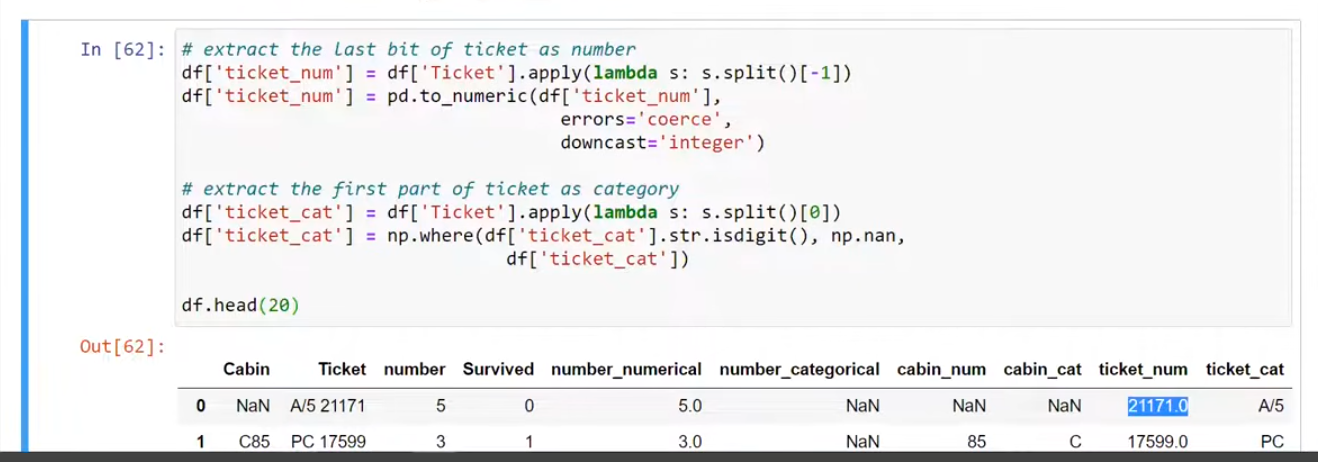 In [62]: # extract the last bit of ticket as number
df['ticket_num'] = df['Ticket'].apply(lambda s: s.split()[-1])
df['ticket_num'] = pd.to_numeric(df['ticket_num'],
errors='coerce',
downcast='integer')
# extract the first part of ticket as category
df['ticket_cat'] = df['Ticket'].apply(lambda s: s.split()[0])
df['ticket_cat'] = np.where(df['ticket_cat'].str.isdigit(), np.nan,
df['ticket_cat'])
df.head(20)
Out[62]:
Cabin Ticket number Survived number_numerical number_categorical cabin_num cabin_cat ticket_num ticket_cat
0 NaN A/5 21171 5 0 5.0 NaN NaN NaN 21171.0 A/5
1 C85 PC 17599 3 1 3.0 NaN 85 C 17599.0 PC